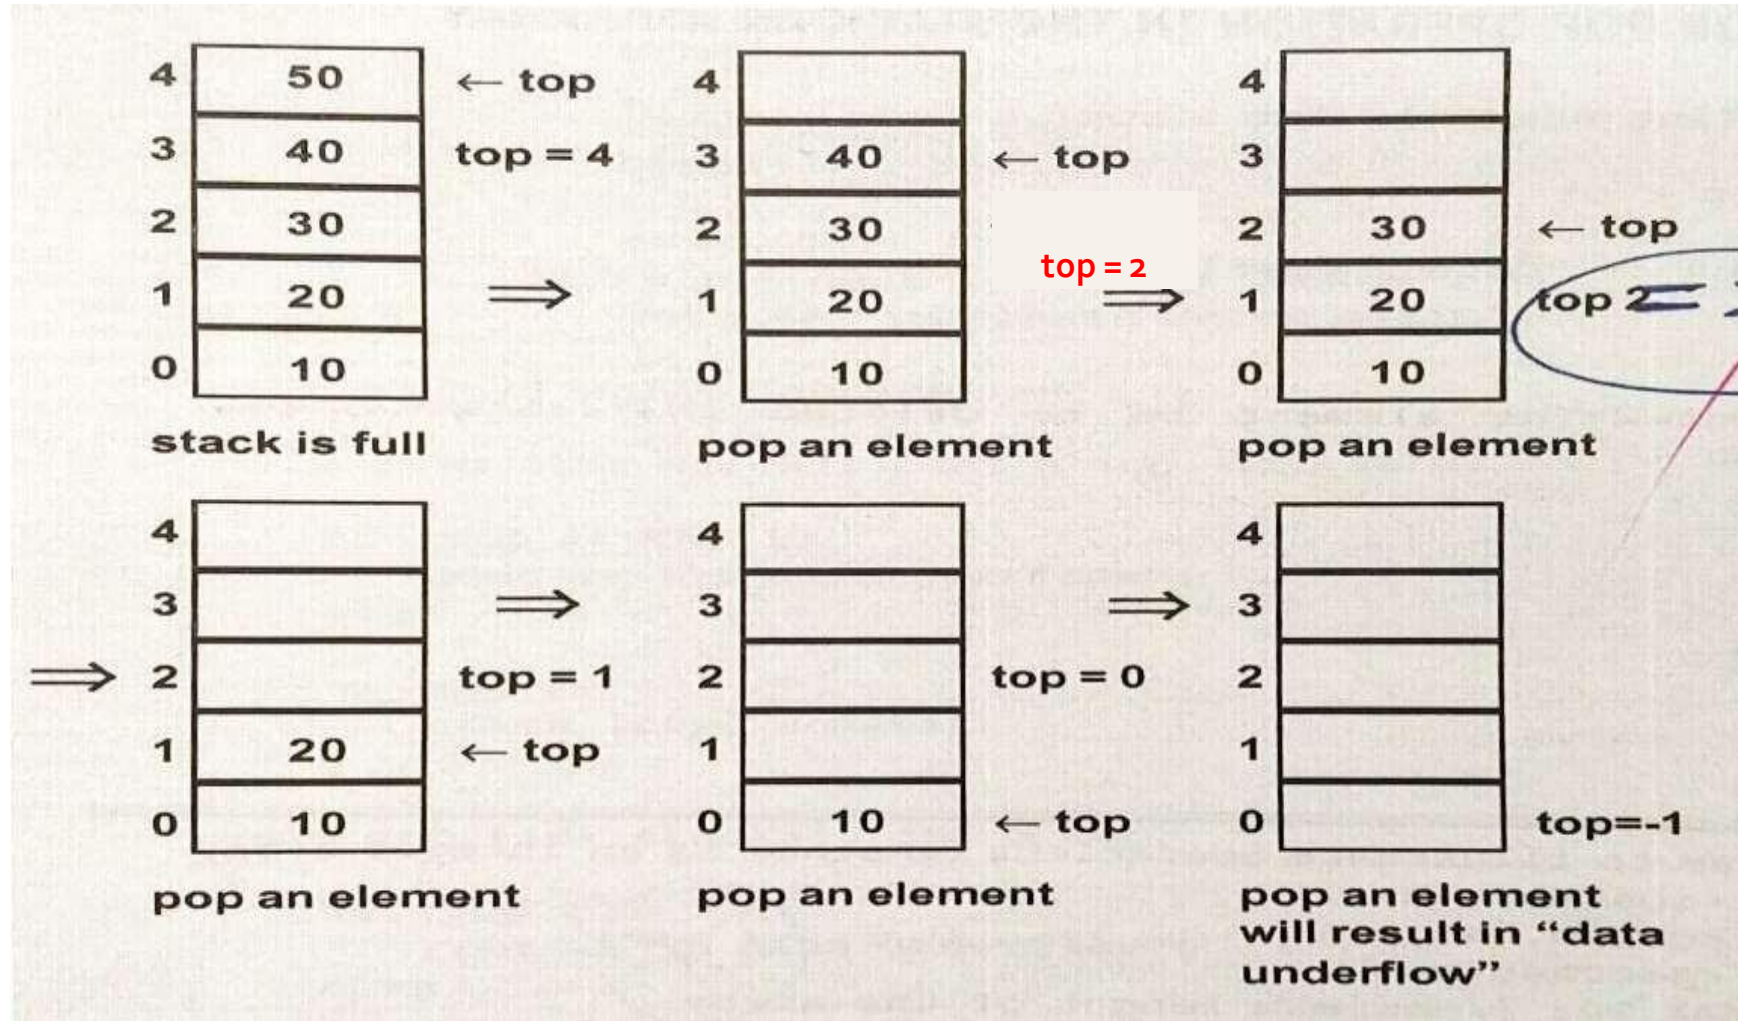 4 50 ← top
3 40 top = 4
2 30
1 20 ⇒
0 10
stack is full
4
3 40 ← top
2 30
top = 2
1 20 ⇒
0 10
pop an element
4
3
2 30 ← top
1 20 top 2 =
0 10
pop an element
4
3 ⇒
⇒ 2 top = 1
1 20 ← top
0 10
pop an element
4
3 ⇒
2 top = 0
1
0 10 ← top
pop an element
4
3
2
1
0 top=-1
pop an element
will result in “data
underflow”